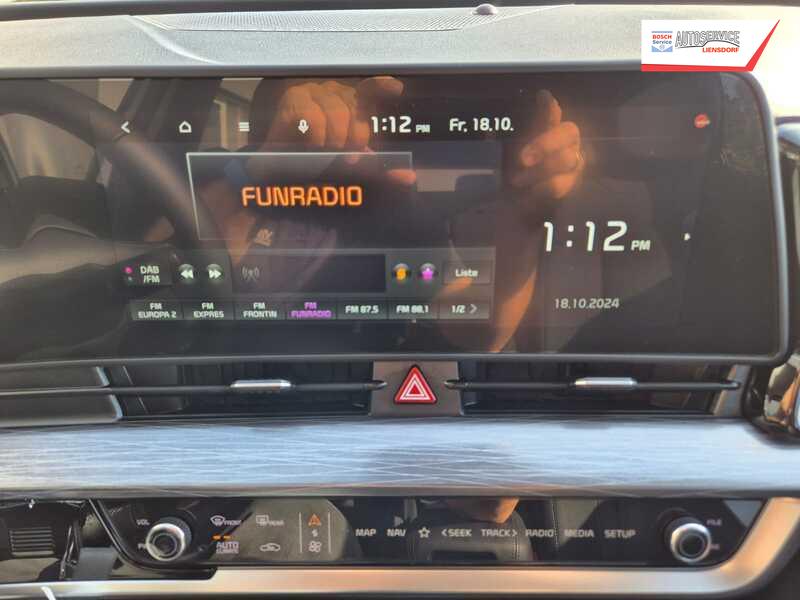 BOSCH
Service
AUTOSERVICE
LIENSDORF
1:12 PM Fr. 18.10.
FUNRADIO
1:12 PM
DAB
/FM
Liste
18.10.2024
FM
EUROPA 2
FM
EXPRES
FM
FRONTIN
FM
FUNRADIO
FM 87.5
FM 88.1
1/2 >
VOL
FRONT
REAR
AUTO
MAP NAV ☆ < SEEK TRACK > RADIO MEDIA SETUP
FILE